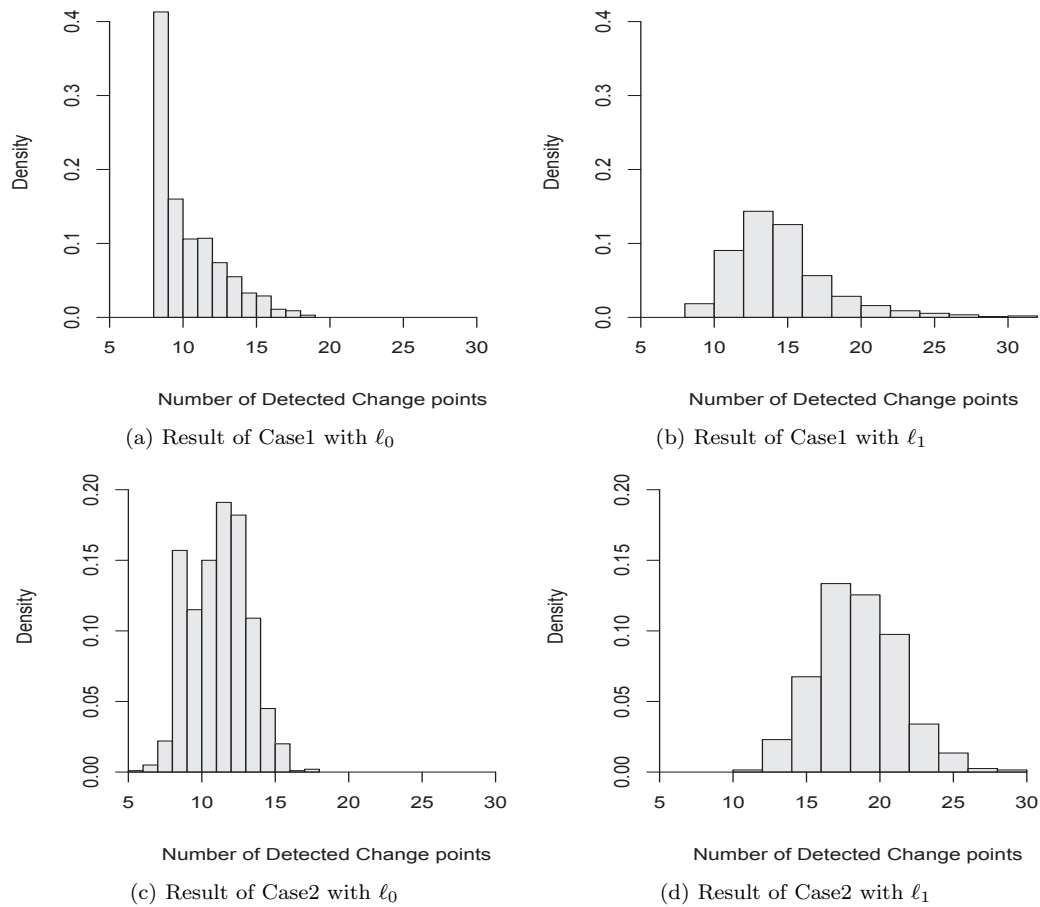 0.4
0.3
0.2
0.1
0.0
Density
5 10 15 20 25 30
Number of Detected Change points
(a) Result of Case1 with ℓ₀
0.4
0.3
0.2
0.1
0.0
Density
5 10 15 20 25 30
Number of Detected Change points
(b) Result of Case1 with ℓ₁
0.20
0.15
0.10
0.05
0.00
Density
5 10 15 20 25 30
Number of Detected Change points
(c) Result of Case2 with ℓ₀
0.20
0.15
0.10
0.05
0.00
Density
5 10 15 20 25 30
Number of Detected Change points
(d) Result of Case2 with ℓ₁